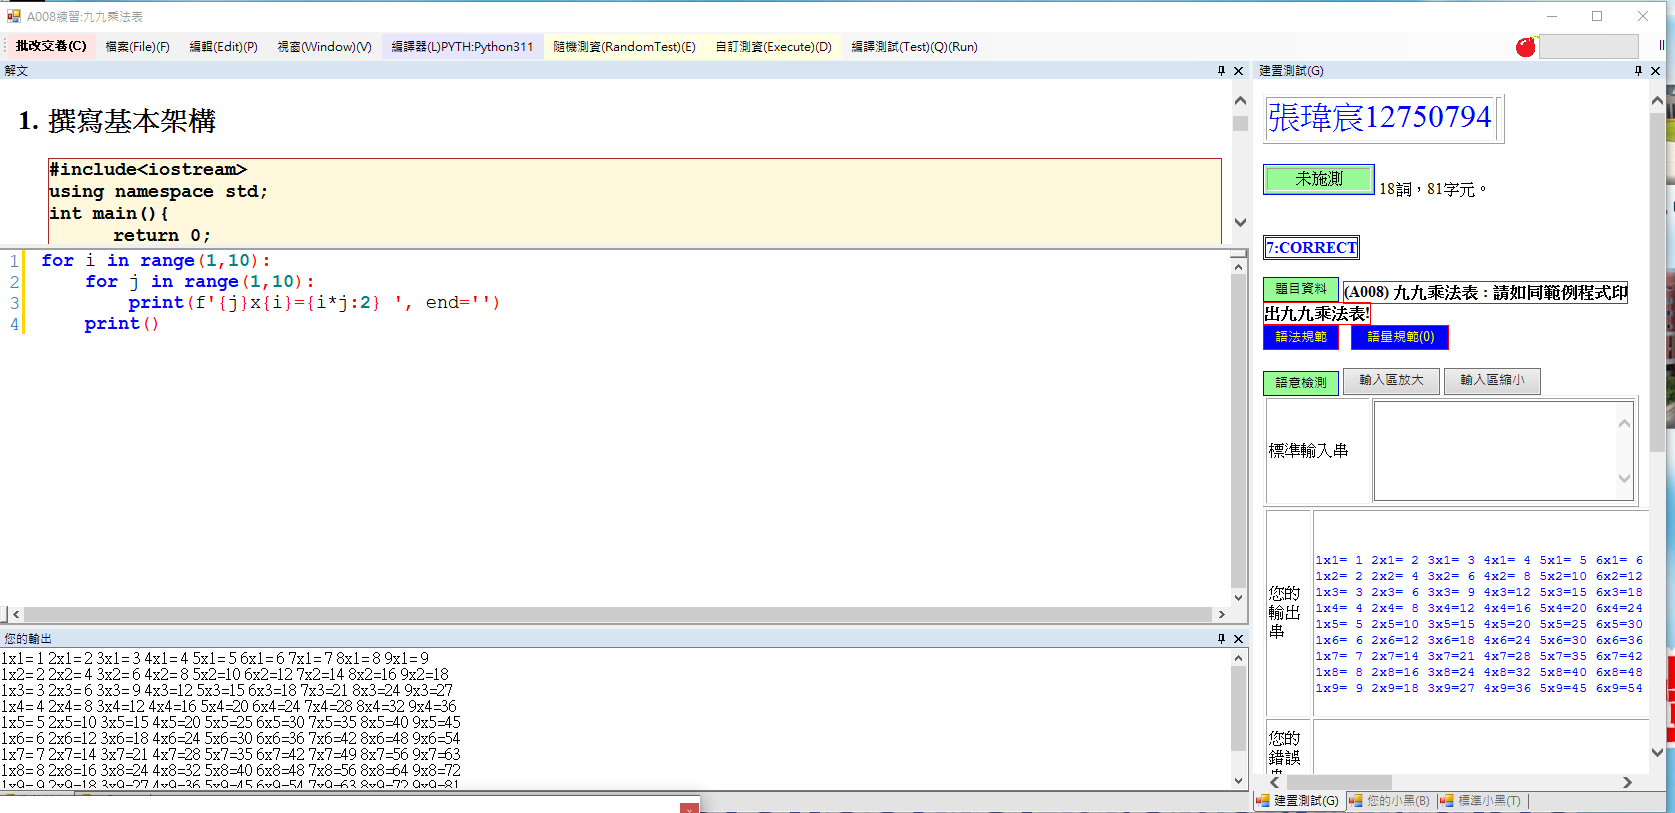 A008練習:九九乘法表
批改交卷(C) 檔案(File)(F) 編輯(Edit)(P) 視窗(Window)(V) 編譯器(L)PYTH:Python311 隨機測資(RandomTest)(E) 自訂測資(Execute)(D) 編譯測試(Test)(Q)(Run)
解文
1. 撰寫基本架構
#include<iostream>
using namespace std;
int main(){
return 0;
1 for i in range(1,10):
2 for j in range(1,10):
3 print(f'{j}x{i}={i*j:2} ', end='')
4 print()
您的輸出
1x1= 1 2x1= 2 3x1= 3 4x1= 4 5x1= 5 6x1= 6 7x1= 7 8x1= 8 9x1= 9
1x2= 2 2x2= 4 3x2= 6 4x2= 8 5x2=10 6x2=12 7x2=14 8x2=16 9x2=18
1x3= 3 2x3= 6 3x3= 9 4x3=12 5x3=15 6x3=18 7x3=21 8x3=24 9x3=27
1x4= 4 2x4= 8 3x4=12 4x4=16 5x4=20 6x4=24 7x4=28 8x4=32 9x4=36
1x5= 5 2x5=10 3x5=15 4x5=20 5x5=25 6x5=30 7x5=35 8x5=40 9x5=45
1x6= 6 2x6=12 3x6=18 4x6=24 5x6=30 6x6=36 7x6=42 8x6=48 9x6=54
1x7= 7 2x7=14 3x7=21 4x7=28 5x7=35 6x7=42 7x7=49 8x7=56 9x7=63
1x8= 8 2x8=16 3x8=24 4x8=32 5x8=40 6x8=48 7x8=56 8x8=64 9x8=72
1x9= 9 2x9=18 3x9=27 4x9=36 5x9=45 6x9=54 7x9=63 8x9=72 9x9=81
建置測試(G)
張瑋宸12750794
未施測 18詞，81字元。
7:CORRECT
題目資料 (A008) 九九乘法表 : 請如同範例程式印
出九九乘法表!
語法規範 語量規範(0)
語意檢測 輸入區放大 輸入區縮小
標準輸入串
您的
輸出
串
1x1= 1 2x1= 2 3x1= 3 4x1= 4 5x1= 5 6x1= 6
1x2= 2 2x2= 4 3x2= 6 4x2= 8 5x2=10 6x2=12
1x3= 3 2x3= 6 3x3= 9 4x3=12 5x3=15 6x3=18
1x4= 4 2x4= 8 3x4=12 4x4=16 5x4=20 6x4=24
1x5= 5 2x5=10 3x5=15 4x5=20 5x5=25 6x5=30
1x6= 6 2x6=12 3x6=18 4x6=24 5x6=30 6x6=36
1x7= 7 2x7=14 3x7=21 4x7=28 5x7=35 6x7=42
1x8= 8 2x8=16 3x8=24 4x8=32 5x8=40 6x8=48
1x9= 9 2x9=18 3x9=27 4x9=36 5x9=45 6x9=54
您的
錯誤
建置測試(G) 您的小黑(B) 標準小黑(T)